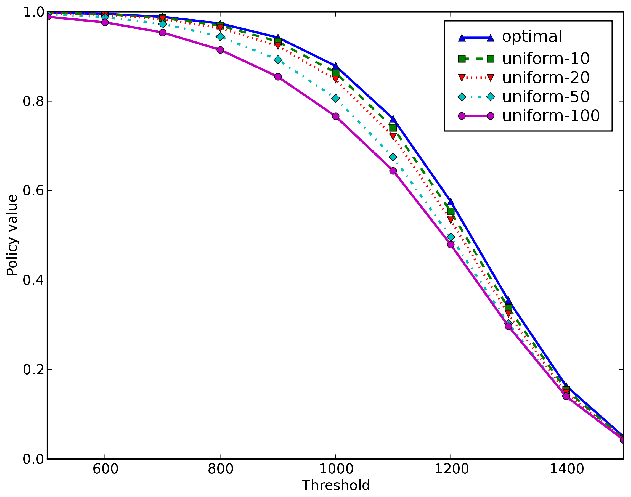 1.0
0.8
0.6
0.4
0.2
0.0
Policy value
optimal
uniform-10
uniform-20
uniform-50
uniform-100
600 800 1000 1200 1400
Threshold